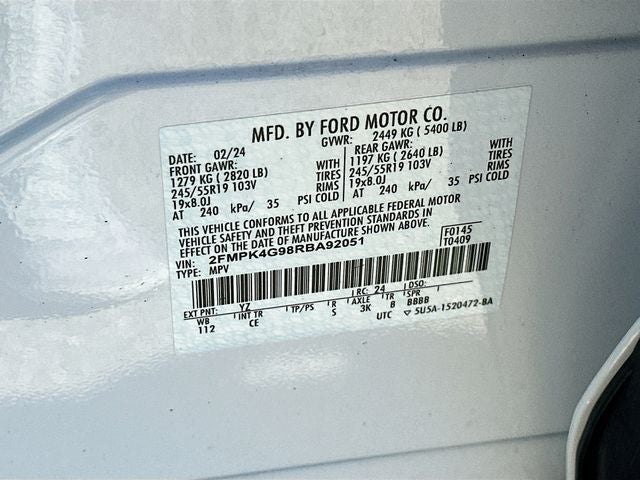 MFD. BY FORD MOTOR CO.
DATE: 02/24 GVWR: 2449 KG ( 5400 LB)
FRONT GAWR: REAR GAWR:
1279 KG ( 2820 LB) WITH 1197 KG ( 2640 LB) WITH
245/55R19 103V TIRES 245/55R19 103V TIRES
19x8.0J RIMS 19x8.0J RIMS
AT 240 kPa/ 35 PSI COLD AT 240 kPa/ 35 PSI COLD
THIS VEHICLE CONFORMS TO ALL APPLICABLE FEDERAL MOTOR
VEHICLE SAFETY AND THEFT PREVENTION STANDARDS IN
EFFECT ON THE DATE OF MANUFACTURE SHOWN ABOVE.
VIN: 2FMPK4G98RBA92051 F0145
TYPE: MPV T0409
EXT PNT: YZ RC: 24 DSO:
WB INT TR TP/PS R AXLE TR SPR
112 CE S 3K B BBBB
UTC ▽ 5U5A-1520472-BA